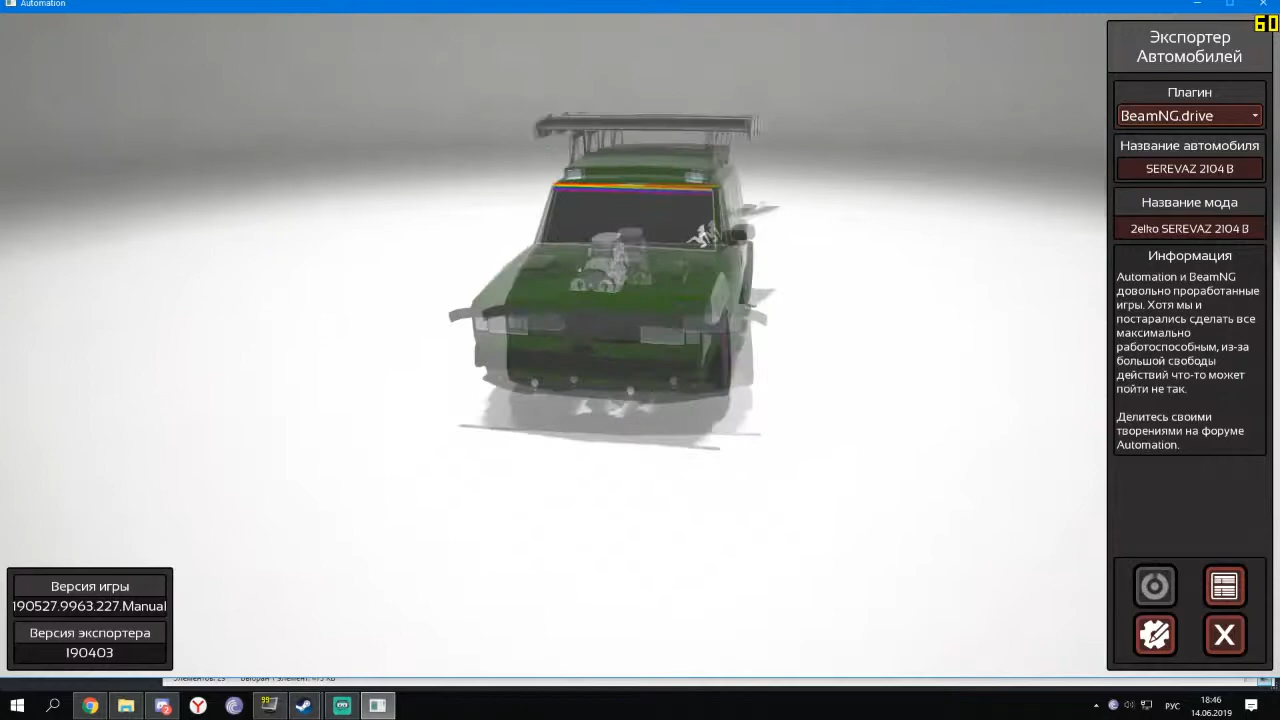 Automation
60
Экспортер
Автомобилей
Плагин
BeamNG.drive
Название автомобиля
SEREVAZ 2104 B
Название мода
2elko SEREVAZ 2104 B
Информация
Automation и BeamNG
довольно проработанные
игры. Хотя мы и
постарались сделать все
максимально
работоспособным, из-за
большой свободы
действий что-то может
пойти не так.
Делитесь своими
творениями на форуме
Automation.
Версия игры
190527.9963.227.Manual
Версия экспортера
190403
99
2
РУС
18:46
14.06.2019